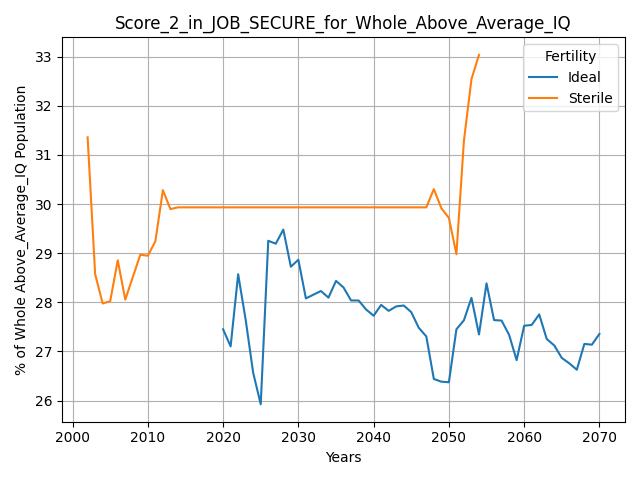 Score_2_in_JOB_SECURE_for_Whole_Above_Average_IQ
Fertility
Ideal
Sterile
% of Whole Above_Average_IQ Population
33
32
31
30
29
28
27
26
2000 2010 2020 2030 2040 2050 2060 2070
Years